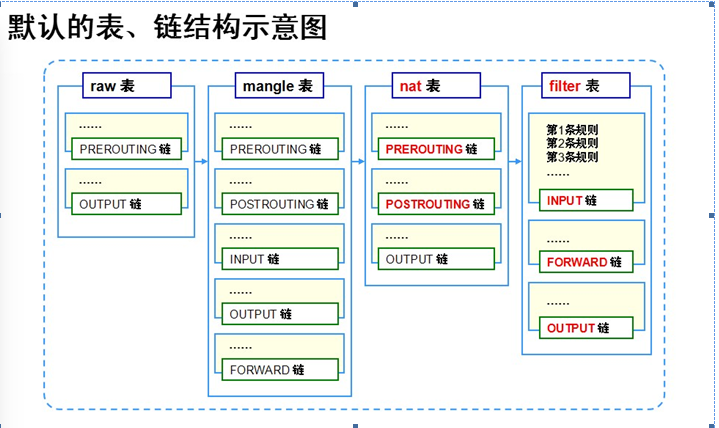 默认的表、链结构示意图
raw 表
……
PREROUTING 链
……
OUTPUT 链
mangle 表
……
PREROUTING 链
……
POSTROUTING 链
……
INPUT 链
……
OUTPUT 链
……
FORWARD 链
nat 表
……
PREROUTING 链
……
POSTROUTING 链
……
OUTPUT 链
filter 表
第1条规则
第2条规则
第3条规则
……
INPUT 链
……
FORWARD 链
……
OUTPUT 链